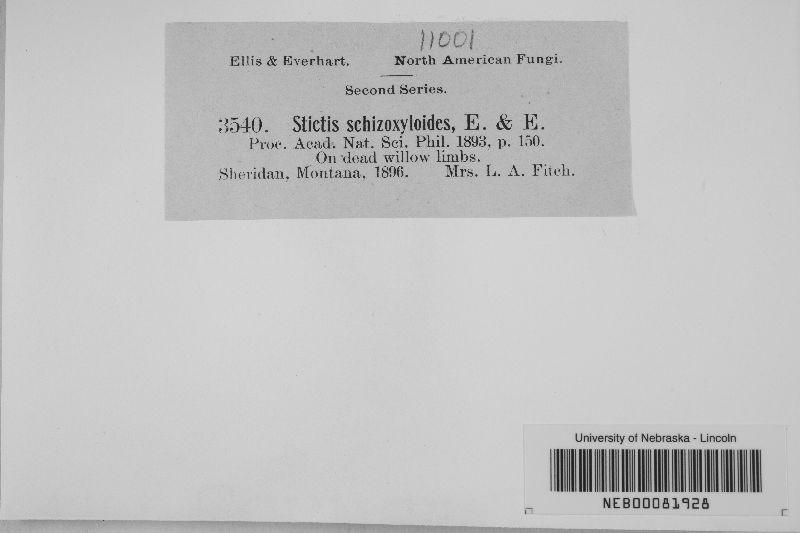 11001
Ellis & Everhart. North American Fungi.
Second Series.
3540. Stictis schizoxyloides, E. & E.
Proc. Acad. Nat. Sci. Phil. 1893, p. 150.
On dead willow limbs.
Sheridan, Montana, 1896. Mrs. L. A. Fitch.
University of Nebraska - Lincoln
NEB00081928